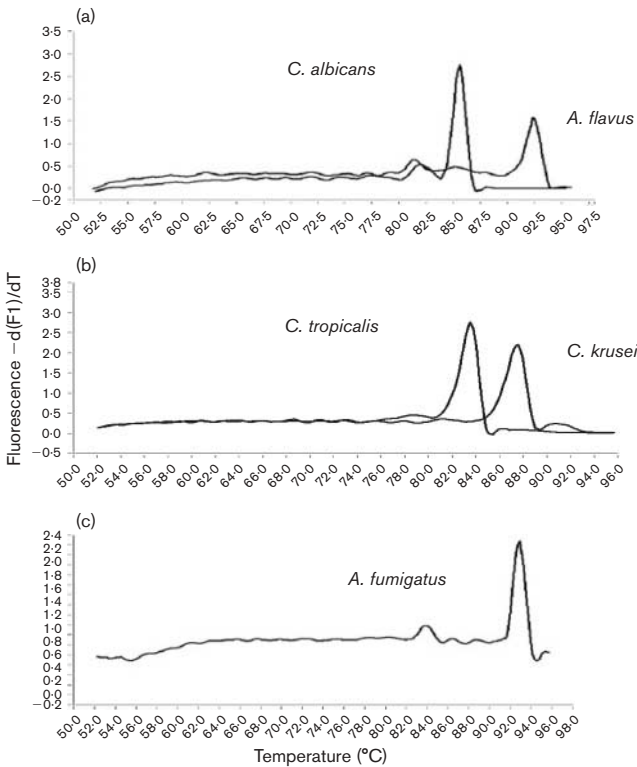 (a)
3·5
3·0
2·5
2·0
1·5
1·0
0·5
0·0
−0·2
C. albicans
A. flavus
50·0 52·5 55·0 57·5 60·0 62·5 65·0 67·5 70·0 72·5 75·0 77·5 80·0 82·5 85·0 87·5 90·0 92·5 95·0 97·5
(b)
3·8
3·5
3·0
2·5
2·0
1·5
1·0
0·5
0·0
−0·5
C. tropicalis
C. krusei
50·0 52·0 54·0 56·0 58·0 60·0 62·0 64·0 66·0 68·0 70·0 72·0 74·0 76·0 78·0 80·0 82·0 84·0 86·0 88·0 90·0 92·0 94·0 96·0
Fluorescence −d(F1)/dT
(c)
2·4
2·2
2·0
1·8
1·6
1·4
1·2
1·0
0·8
0·6
0·4
0·2
0·0
−0·2
A. fumigatus
50·0 52·0 54·0 56·0 58·0 60·0 62·0 64·0 66·0 68·0 70·0 72·0 74·0 76·0 78·0 80·0 82·0 84·0 86·0 88·0 90·0 92·0 94·0 96·0 98·0
Temperature (°C)